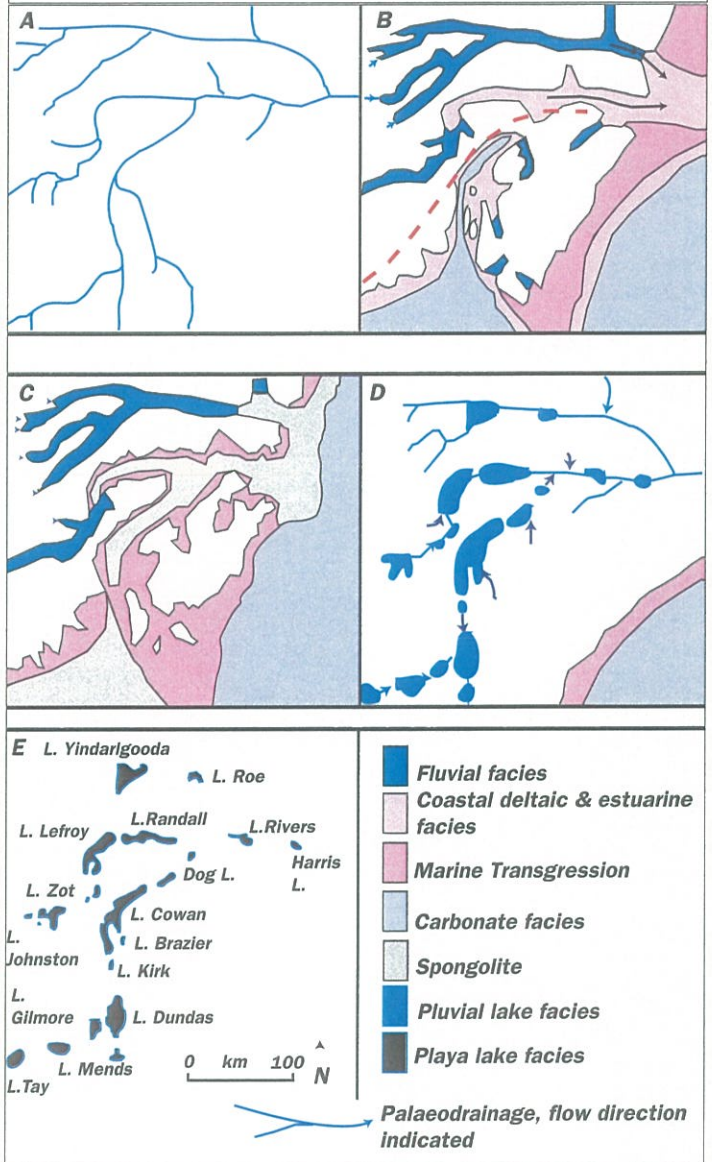 A
B
C
D
E
L. Yindarlgooda
L. Roe
L. Lefroy
L.Randall
L.Rivers
Harris
L.
Dog L.
L. Zot
L. Cowan
L.
Johnston
L. Brazier
L. Kirk
L.
Gilmore
L. Dundas
L. Mends
L.Tay
0 km 100
N
Fluvial facies
Coastal deltaic & estuarine
facies
Marine Transgression
Carbonate facies
Spongolite
Pluvial lake facies
Playa lake facies
Palaeodrainage, flow direction
indicated